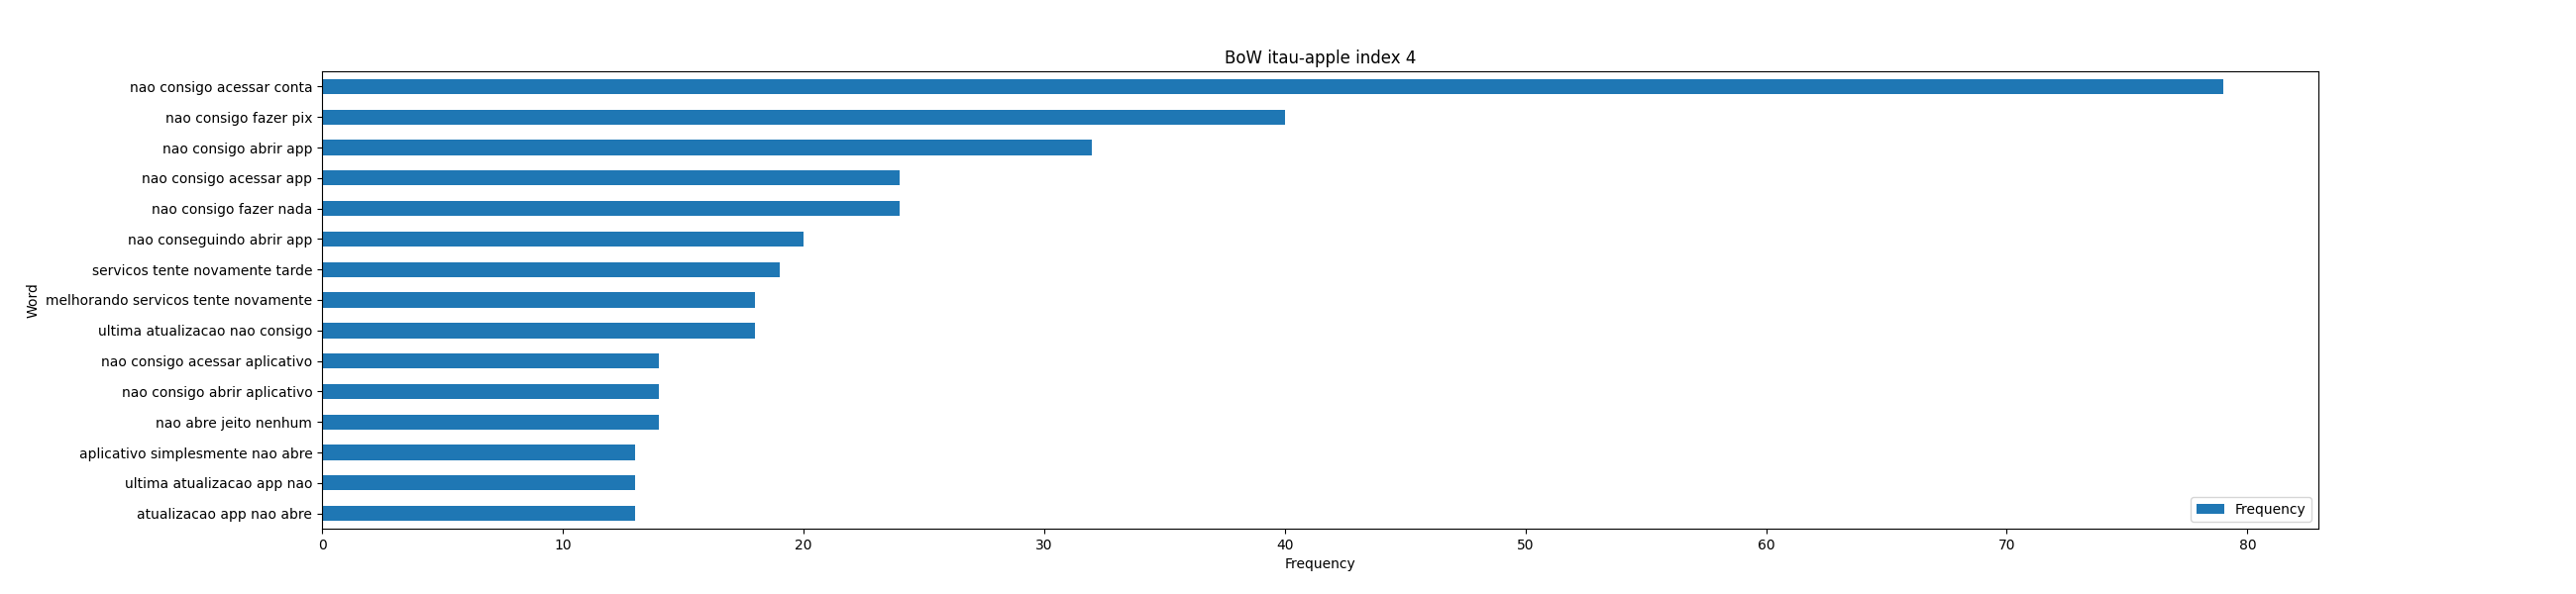 BoW itau-apple index 4
nao consigo acessar conta
nao consigo fazer pix
nao consigo abrir app
nao consigo acessar app
nao consigo fazer nada
nao conseguindo abrir app
servicos tente novamente tarde
melhorando servicos tente novamente
ultima atualizacao nao consigo
nao consigo acessar aplicativo
nao consigo abrir aplicativo
nao abre jeito nenhum
aplicativo simplesmente nao abre
ultima atualizacao app nao
atualizacao app nao abre
Word
Frequency
0 10 20 30 40 50 60 70 80
Frequency